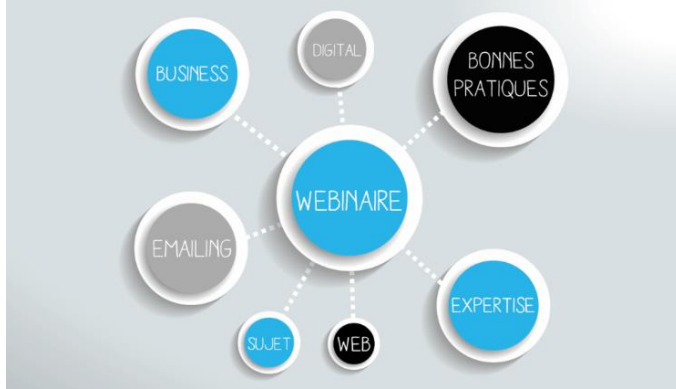 DIGITAL
BUSINESS
BONNES
PRATIQUES
WEBINAIRE
EMAILING
EXPERTISE
SUJET
WEB